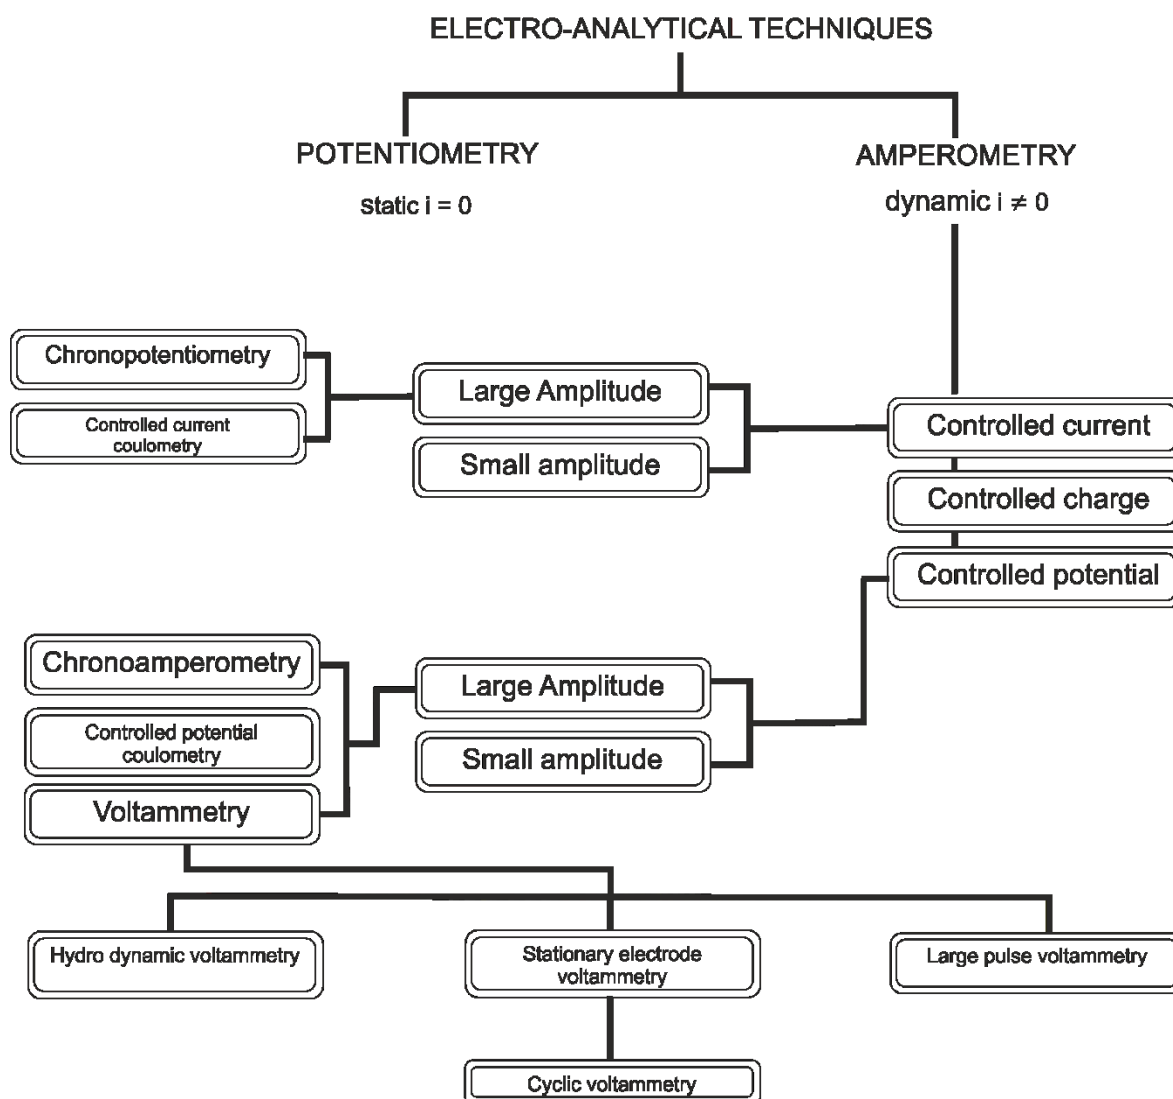 ELECTRO-ANALYTICAL TECHNIQUES
POTENTIOMETRY
static i = 0
AMPEROMETRY
dynamic i ≠ 0
Chronopotentiometry
Controlled current
coulometry
Large Amplitude
Small amplitude
Controlled current
Controlled charge
Controlled potential
Chronoamperometry
Controlled potential
coulometry
Voltammetry
Large Amplitude
Small amplitude
Hydro dynamic voltammetry
Stationary electrode
voltammetry
Large pulse voltammetry
Cyclic voltammetry